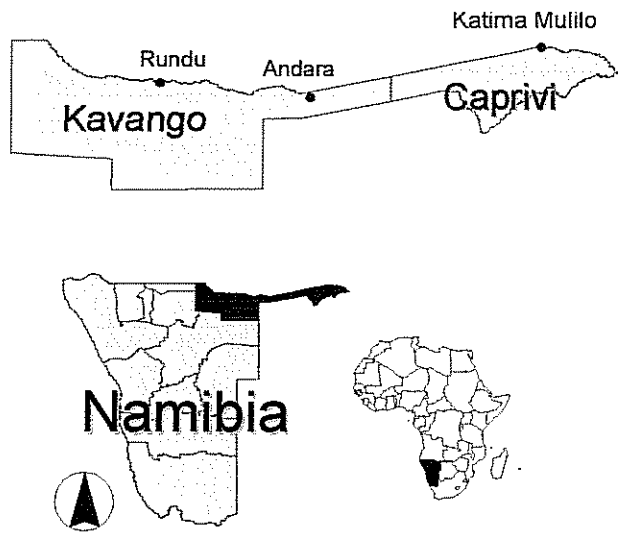 Katima Mulilo
Rundu
Andara
Kavango
Caprivi
Namibia